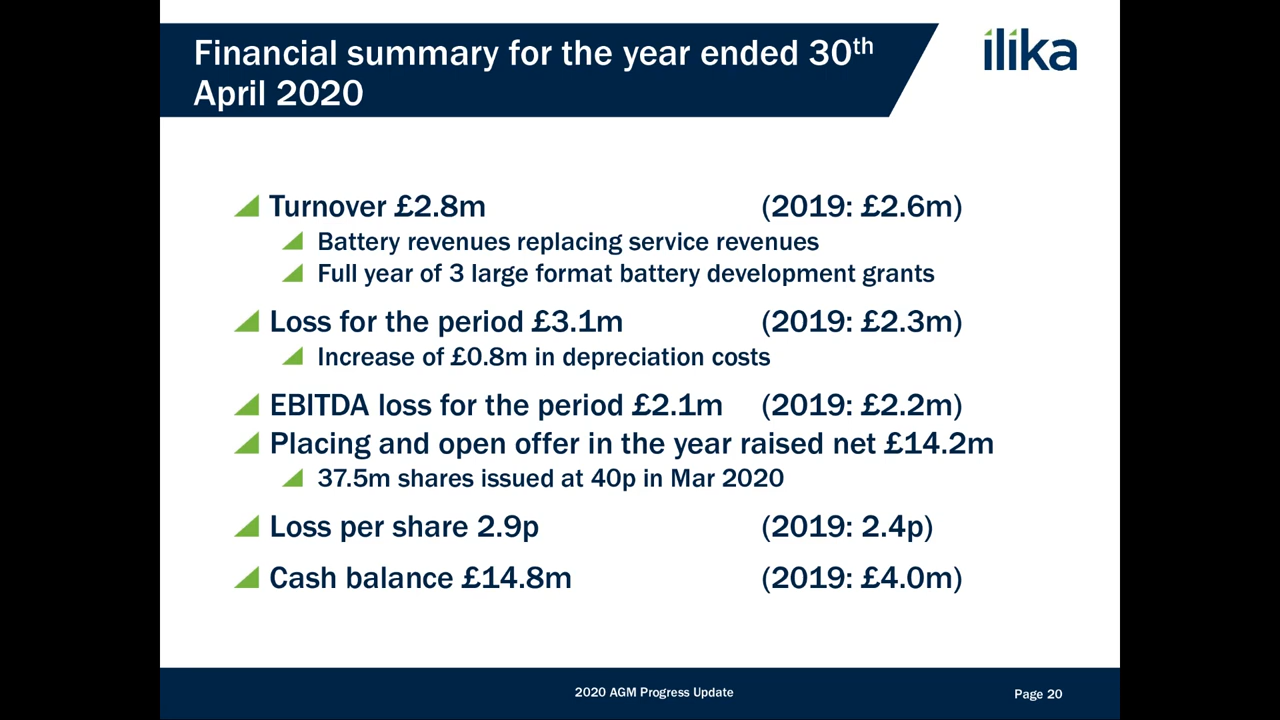 Financial summary for the year ended 30th
April 2020
ilika
Turnover £2.8m (2019: £2.6m)
Battery revenues replacing service revenues
Full year of 3 large format battery development grants
Loss for the period £3.1m (2019: £2.3m)
Increase of £0.8m in depreciation costs
EBITDA loss for the period £2.1m (2019: £2.2m)
Placing and open offer in the year raised net £14.2m
37.5m shares issued at 40p in Mar 2020
Loss per share 2.9p (2019: 2.4p)
Cash balance £14.8m (2019: £4.0m)
2020 AGM Progress Update
Page 20